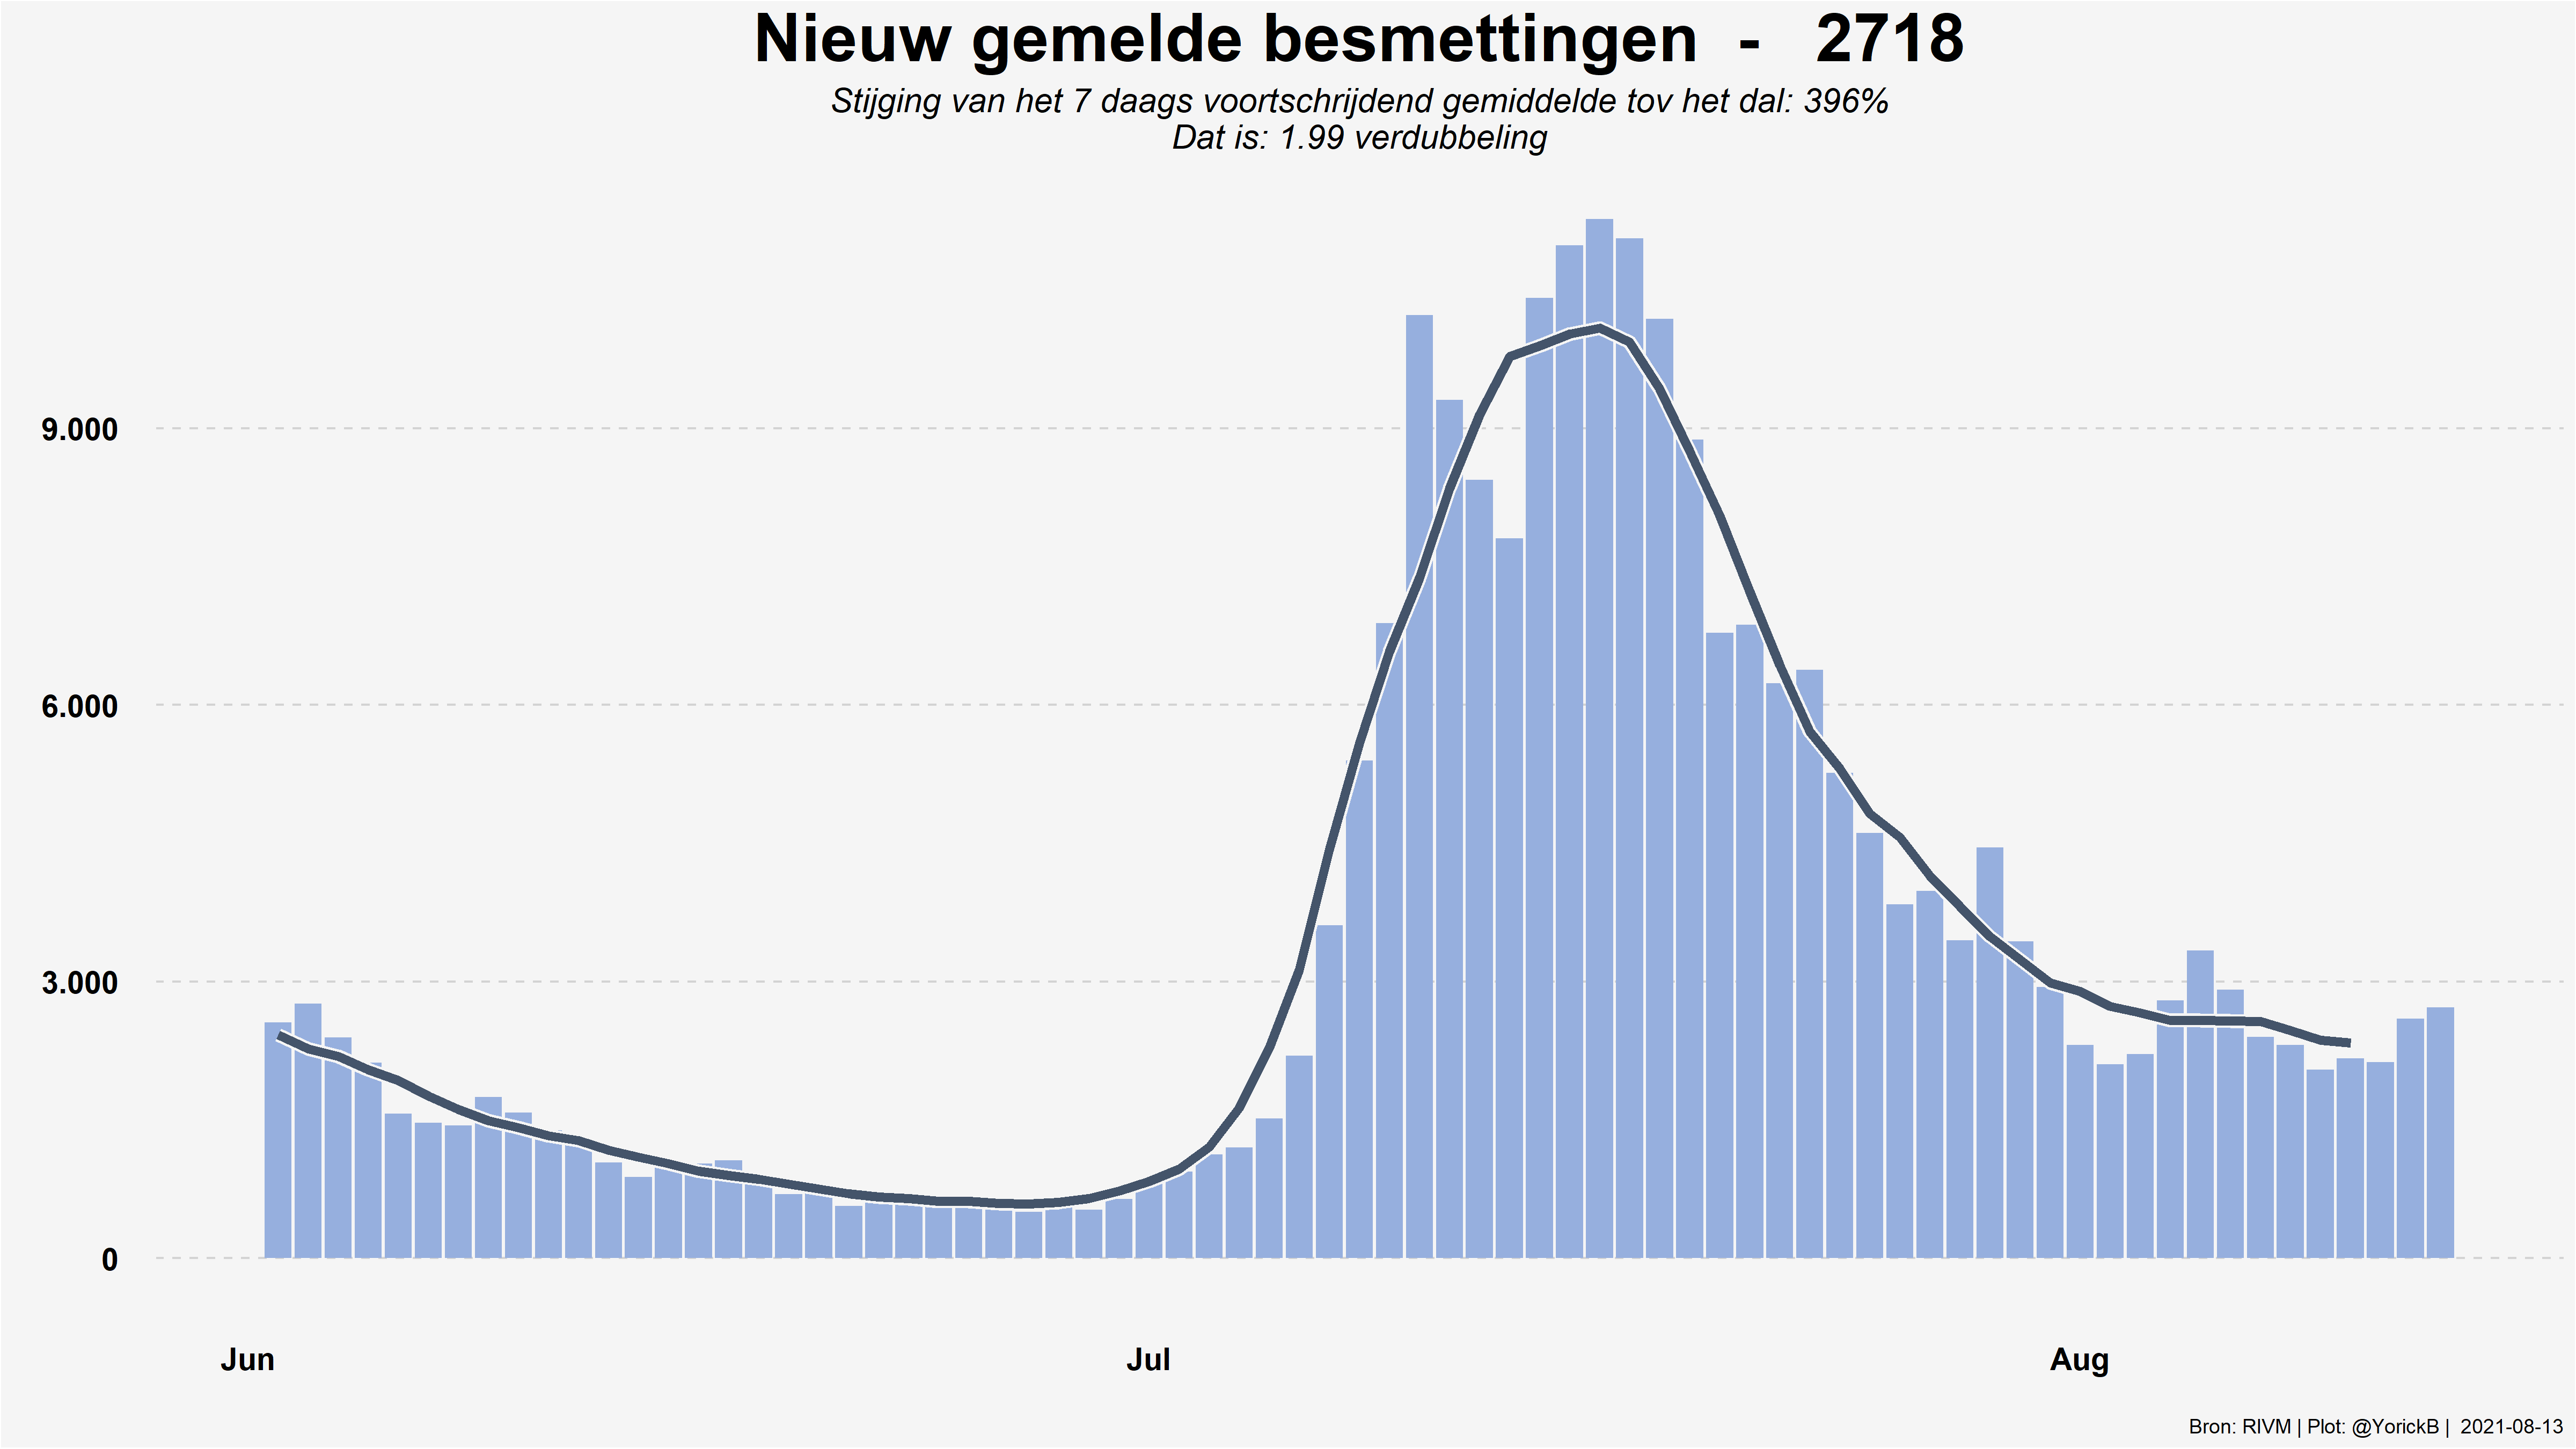 Nieuw gemelde besmettingen - 2718
Stijging van het 7 daags voortschrijdend gemiddelde tov het dal: 396%
Dat is: 1.99 verdubbeling
9.000
6.000
3.000
0
Jun Jul Aug
Bron: RIVM | Plot: @YorickB | 2021-08-13